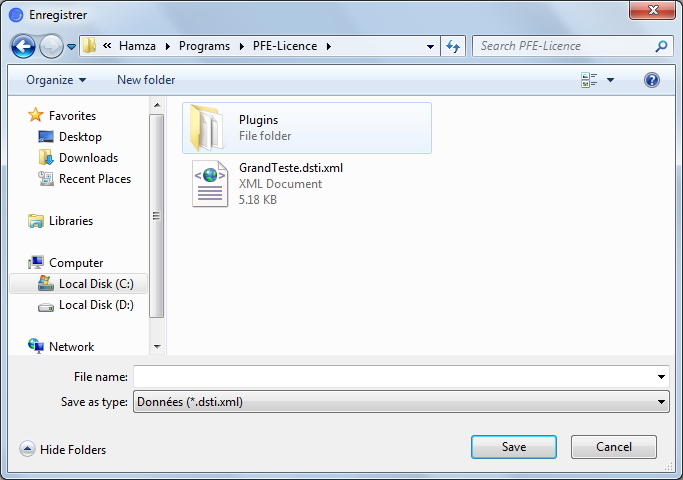 Enregistrer
« Hamza Programs PFE-Licence
Search PFE-Licence
Organize
New folder
Favorites
Desktop
Downloads
Recent Places
Libraries
Computer
Local Disk (C:)
Local Disk (D:)
Network
Plugins
File folder
GrandTeste.dsti.xml
XML Document
5.18 KB
File name:
Save as type: Données (*.dsti.xml)
Hide Folders
Save
Cancel